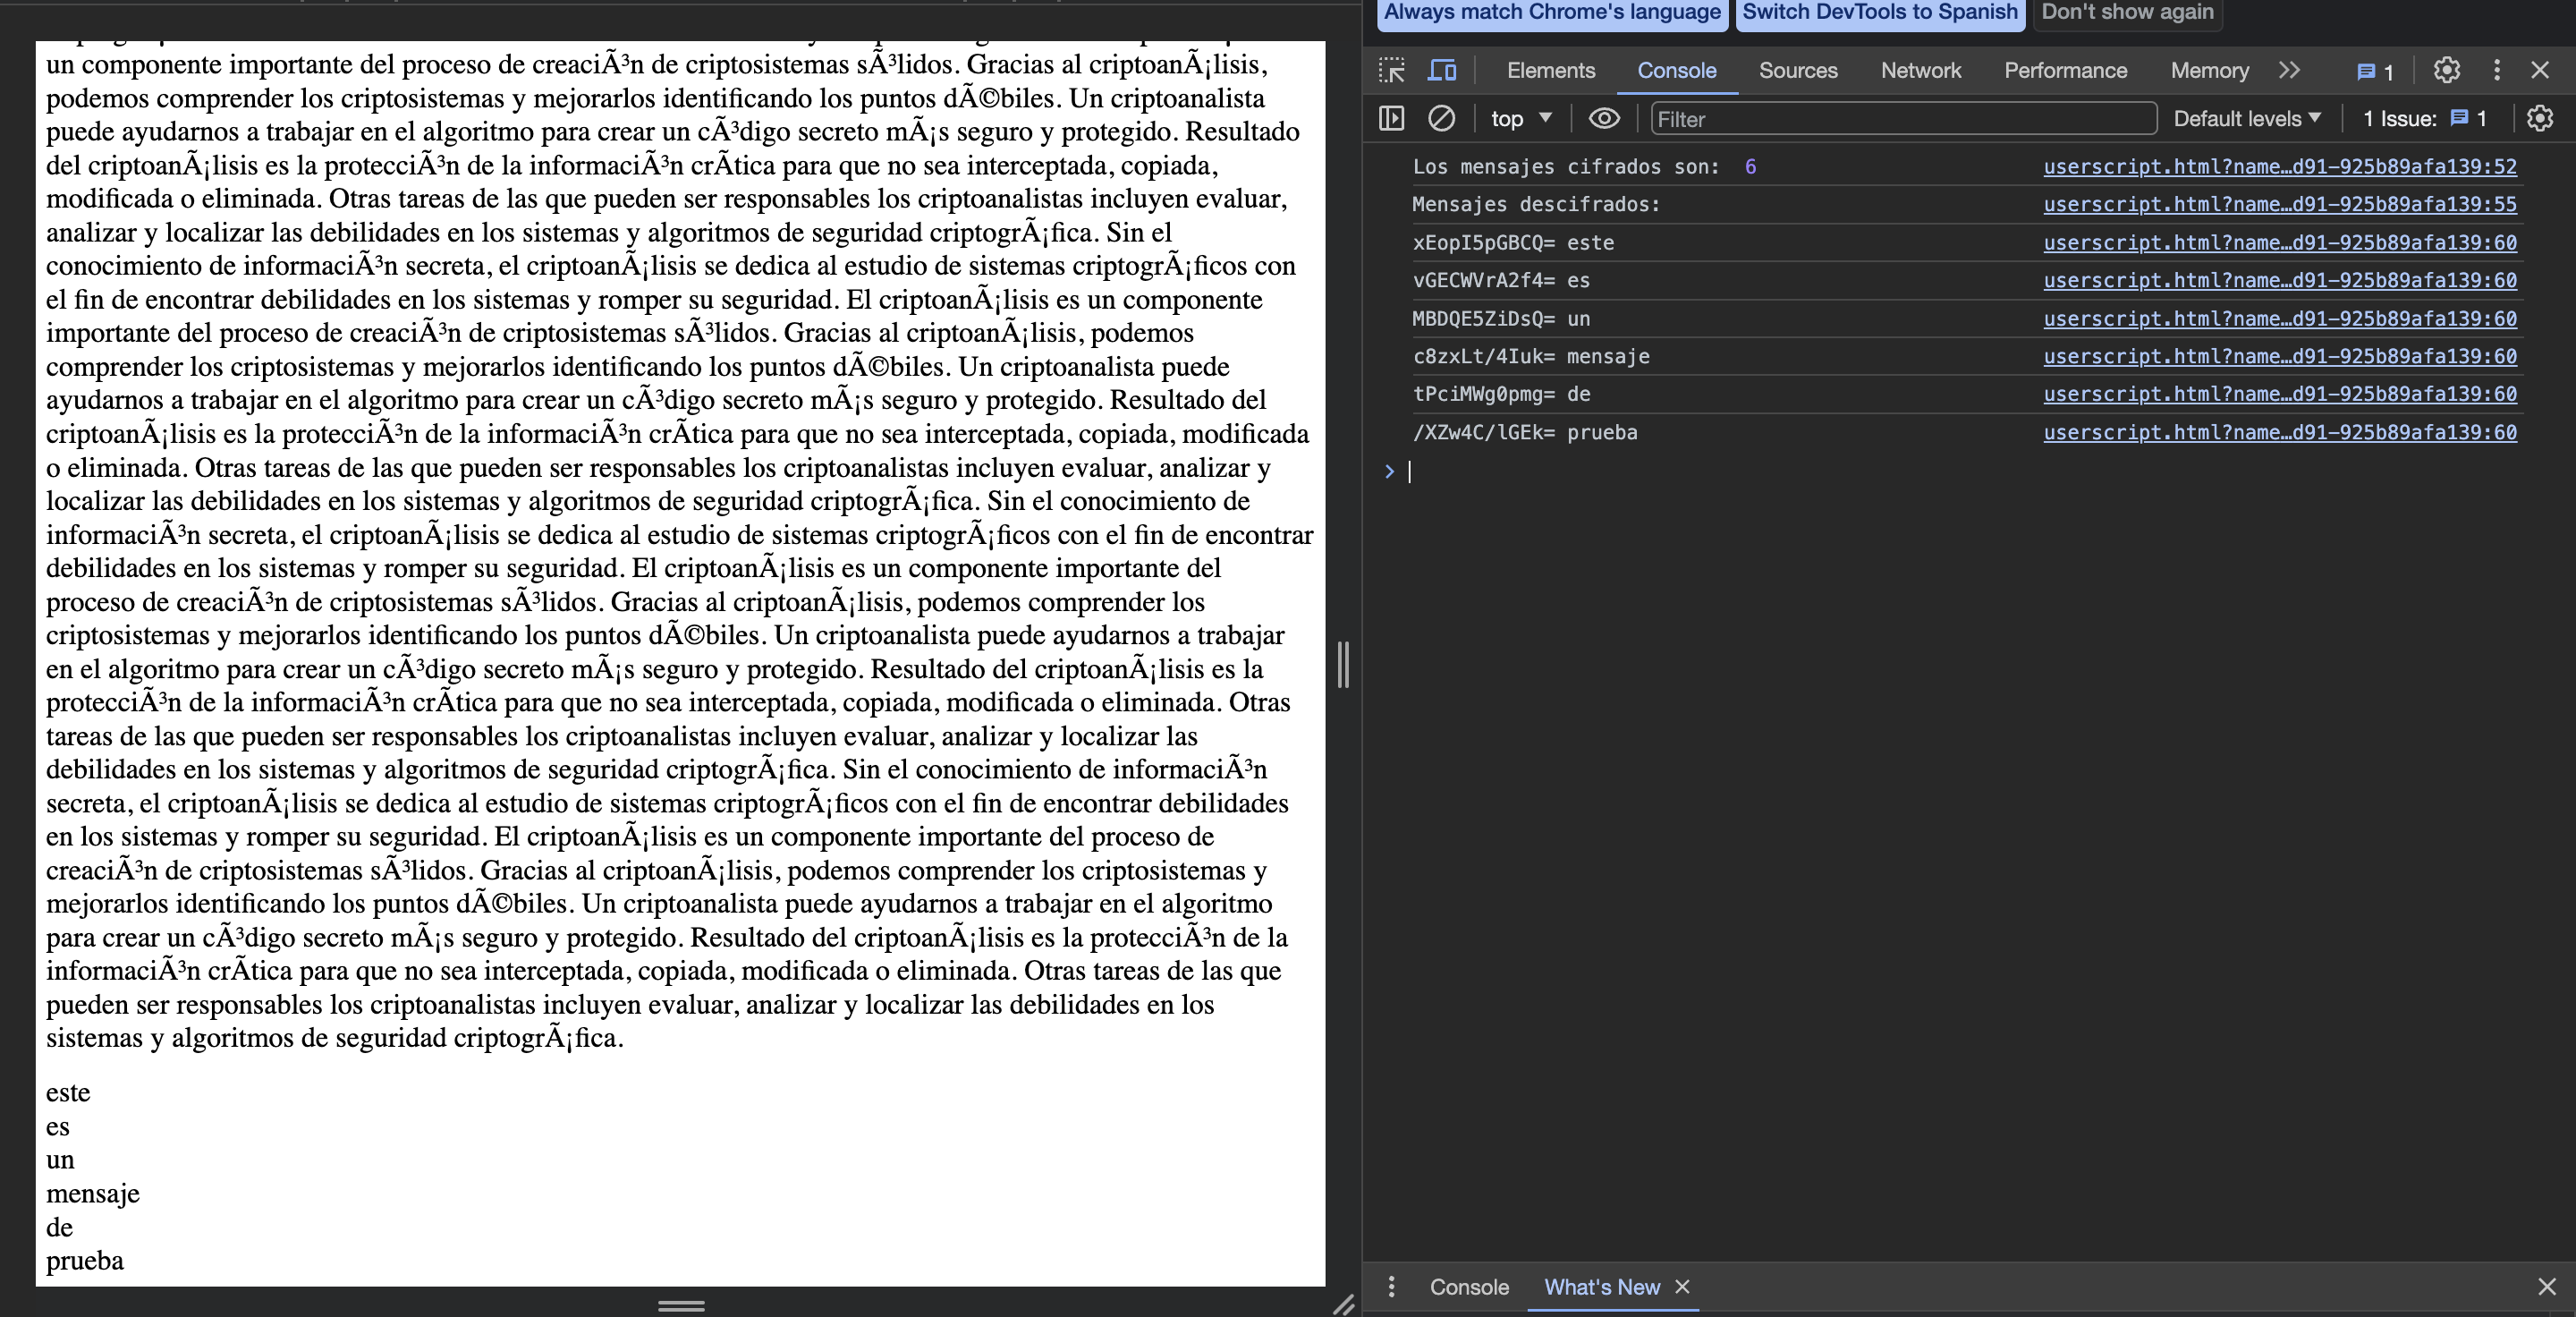 un componente importante del proceso de creaciÃ³n de criptosistemas sÃ³lidos. Gracias al criptoanÃ¡lisis,
podemos comprender los criptosistemas y mejorarlos identificando los puntos dÃ©biles. Un criptoanalista
puede ayudarnos a trabajar en el algoritmo para crear un cÃ³digo secreto mÃ¡s seguro y protegido. Resultado
del criptoanÃ¡lisis es la protecciÃ³n de la informaciÃ³n crÃtica para que no sea interceptada, copiada,
modificada o eliminada. Otras tareas de las que pueden ser responsables los criptoanalistas incluyen evaluar,
analizar y localizar las debilidades en los sistemas y algoritmos de seguridad criptogrÃ¡fica. Sin el
conocimiento de informaciÃ³n secreta, el criptoanÃ¡lisis se dedica al estudio de sistemas criptogrÃ¡ficos con
el fin de encontrar debilidades en los sistemas y romper su seguridad. El criptoanÃ¡lisis es un componente
importante del proceso de creaciÃ³n de criptosistemas sÃ³lidos. Gracias al criptoanÃ¡lisis, podemos
comprender los criptosistemas y mejorarlos identificando los puntos dÃ©biles. Un criptoanalista puede
ayudarnos a trabajar en el algoritmo para crear un cÃ³digo secreto mÃ¡s seguro y protegido. Resultado del
criptoanÃ¡lisis es la protecciÃ³n de la informaciÃ³n crÃtica para que no sea interceptada, copiada, modificada
o eliminada. Otras tareas de las que pueden ser responsables los criptoanalistas incluyen evaluar, analizar y
localizar las debilidades en los sistemas y algoritmos de seguridad criptogrÃ¡fica. Sin el conocimiento de
informaciÃ³n secreta, el criptoanÃ¡lisis se dedica al estudio de sistemas criptogrÃ¡ficos con el fin de encontrar
debilidades en los sistemas y romper su seguridad. El criptoanÃ¡lisis es un componente importante del
proceso de creaciÃ³n de criptosistemas sÃ³lidos. Gracias al criptoanÃ¡lisis, podemos comprender los
criptosistemas y mejorarlos identificando los puntos dÃ©biles. Un criptoanalista puede ayudarnos a trabajar
en el algoritmo para crear un cÃ³digo secreto mÃ¡s seguro y protegido. Resultado del criptoanÃ¡lisis es la
protecciÃ³n de la informaciÃ³n crÃtica para que no sea interceptada, copiada, modificada o eliminada. Otras
tareas de las que pueden ser responsables los criptoanalistas incluyen evaluar, analizar y localizar las
debilidades en los sistemas y algoritmos de seguridad criptogrÃ¡fica. Sin el conocimiento de informaciÃ³n
secreta, el criptoanÃ¡lisis se dedica al estudio de sistemas criptogrÃ¡ficos con el fin de encontrar debilidades
en los sistemas y romper su seguridad. El criptoanÃ¡lisis es un componente importante del proceso de
creaciÃ³n de criptosistemas sÃ³lidos. Gracias al criptoanÃ¡lisis, podemos comprender los criptosistemas y
mejorarlos identificando los puntos dÃ©biles. Un criptoanalista puede ayudarnos a trabajar en el algoritmo
para crear un cÃ³digo secreto mÃ¡s seguro y protegido. Resultado del criptoanÃ¡lisis es la protecciÃ³n de la
informaciÃ³n crÃtica para que no sea interceptada, copiada, modificada o eliminada. Otras tareas de las que
pueden ser responsables los criptoanalistas incluyen evaluar, analizar y localizar las debilidades en los
sistemas y algoritmos de seguridad criptogrÃ¡fica.
este
es
un
mensaje
de
prueba
Always match Chrome's language Switch DevTools to Spanish Don't show again
Elements Console Sources Network Performance Memory 1
top Filter Default levels 1 Issue: 1
Los mensajes cifrados son: 6 userscript.html?name…d91-925b89afa139:52
Mensajes descifrados: userscript.html?name…d91-925b89afa139:55
xEopI5pGBCQ= este userscript.html?name…d91-925b89afa139:60
vGECWVrA2f4= es userscript.html?name…d91-925b89afa139:60
MBDQE5ZiDsQ= un userscript.html?name…d91-925b89afa139:60
c8zxLt/4Iuk= mensaje userscript.html?name…d91-925b89afa139:60
tPciMWg0pmg= de userscript.html?name…d91-925b89afa139:60
/XZw4C/lGEk= prueba userscript.html?name…d91-925b89afa139:60
Console What's New